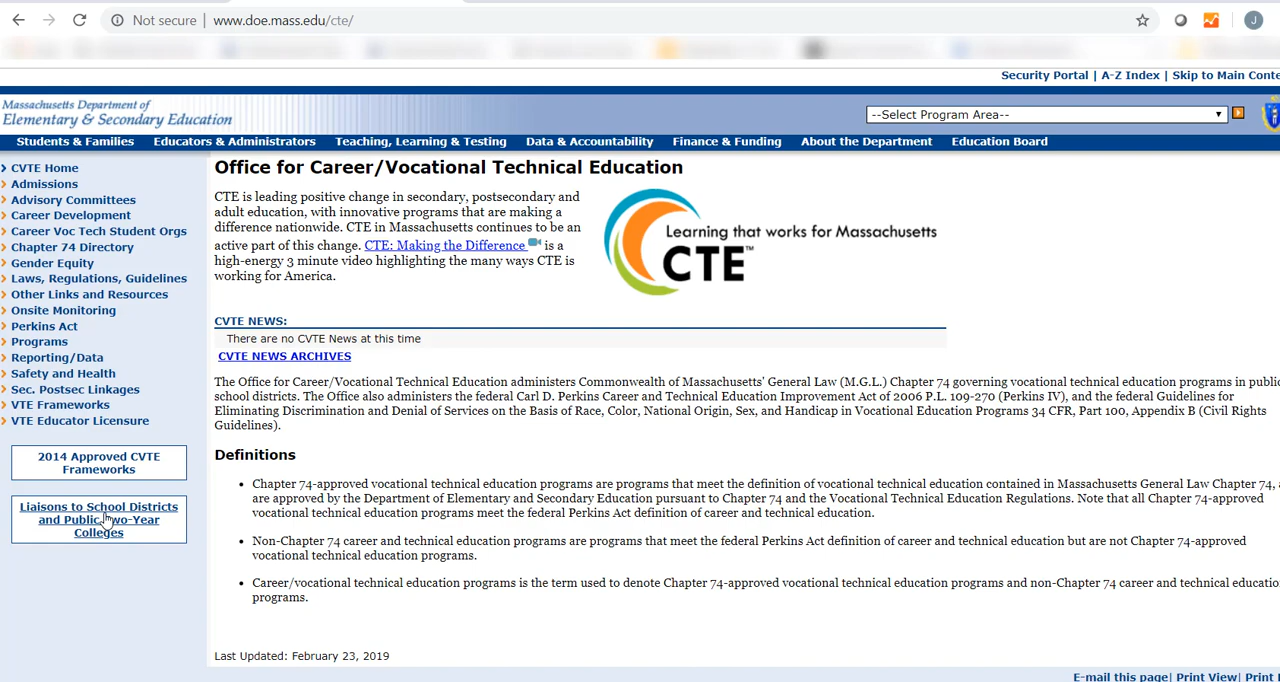 Not secure | www.doe.mass.edu/cte/
J
Security Portal | A-Z Index | Skip to Main Conte
Massachusetts Department of
Elementary & Secondary Education
--Select Program Area--
Students & Families Educators & Administrators Teaching, Learning & Testing Data & Accountability Finance & Funding About the Department Education Board
CVTE Home
Admissions
Advisory Committees
Career Development
Career Voc Tech Student Orgs
Chapter 74 Directory
Gender Equity
Laws, Regulations, Guidelines
Other Links and Resources
Onsite Monitoring
Perkins Act
Programs
Reporting/Data
Safety and Health
Sec. Postsec Linkages
VTE Frameworks
VTE Educator Licensure
2014 Approved CVTE
Frameworks
Liaisons to School Districts
and Public Two-Year
Colleges
Office for Career/Vocational Technical Education
CTE is leading positive change in secondary, postsecondary and
adult education, with innovative programs that are making a
difference nationwide. CTE in Massachusetts continues to be an
active part of this change. CTE: Making the Difference is a
high-energy 3 minute video highlighting the many ways CTE is
working for America.
Learning that works for Massachusetts
CTE™
CVTE NEWS:
There are no CVTE News at this time
CVTE NEWS ARCHIVES
The Office for Career/Vocational Technical Education administers Commonwealth of Massachusetts' General Law (M.G.L.) Chapter 74 governing vocational technical education programs in public
school districts. The Office also administers the federal Carl D. Perkins Career and Technical Education Improvement Act of 2006 P.L. 109-270 (Perkins IV), and the federal Guidelines for
Eliminating Discrimination and Denial of Services on the Basis of Race, Color, National Origin, Sex, and Handicap in Vocational Education Programs 34 CFR, Part 100, Appendix B (Civil Rights
Guidelines).
Definitions
• Chapter 74-approved vocational technical education programs are programs that meet the definition of vocational technical education contained in Massachusetts General Law Chapter 74, a
are approved by the Department of Elementary and Secondary Education pursuant to Chapter 74 and the Vocational Technical Education Regulations. Note that all Chapter 74-approved
vocational technical education programs meet the federal Perkins Act definition of career and technical education.
• Non-Chapter 74 career and technical education programs are programs that meet the federal Perkins Act definition of career and technical education but are not Chapter 74-approved
vocational technical education programs.
• Career/vocational technical education programs is the term used to denote Chapter 74-approved vocational technical education programs and non-Chapter 74 career and technical educatio
programs.
Last Updated: February 23, 2019
E-mail this page| Print View| Print